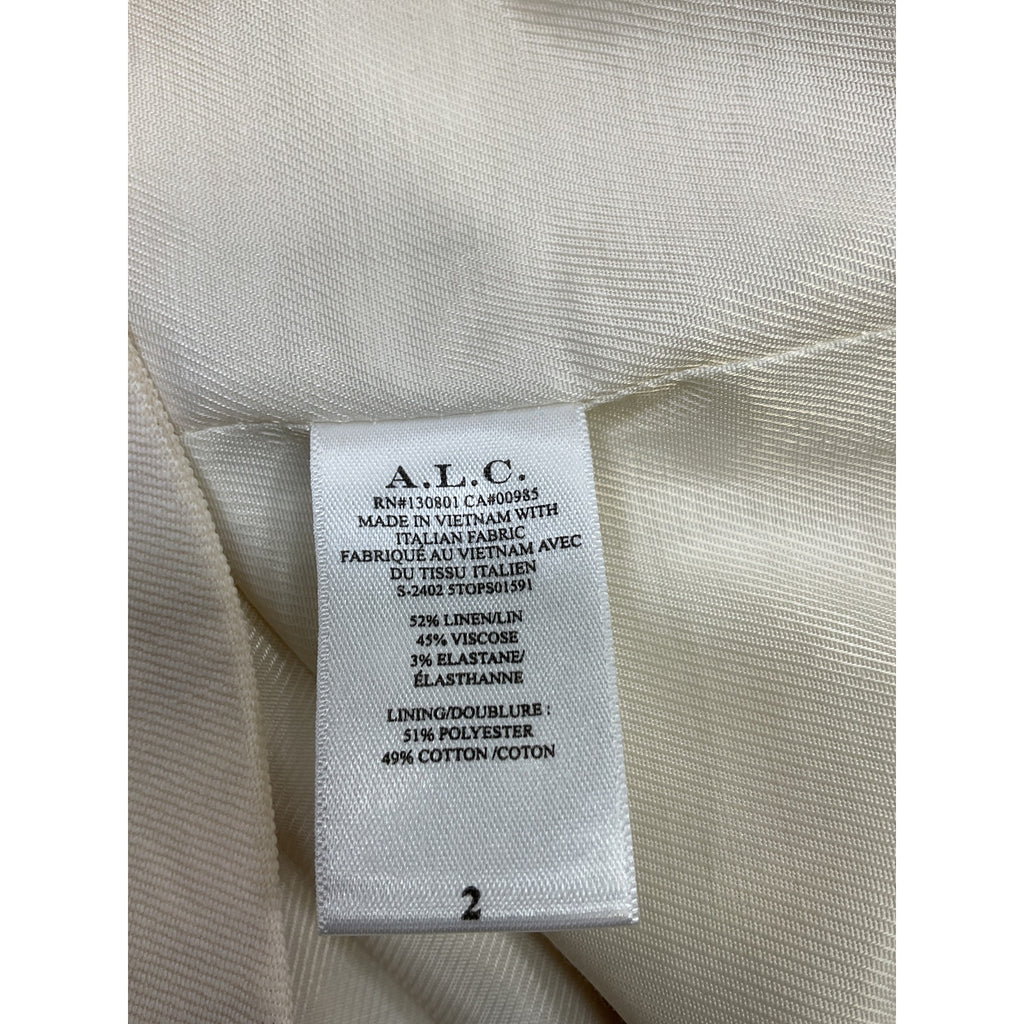 A.L.C.
RN#130801 CA#00985
MADE IN VIETNAM WITH
ITALIAN FABRIC
FABRIQUÉ AU VIETNAM AVEC
DU TISSU ITALIEN
S-2402 5TOPS01591
52% LINEN/LIN
45% VISCOSE
3% ELASTANE/
ÉLASTHANNE
LINING/DOUBLURE :
51% POLYESTER
49% COTTON /COTON
2